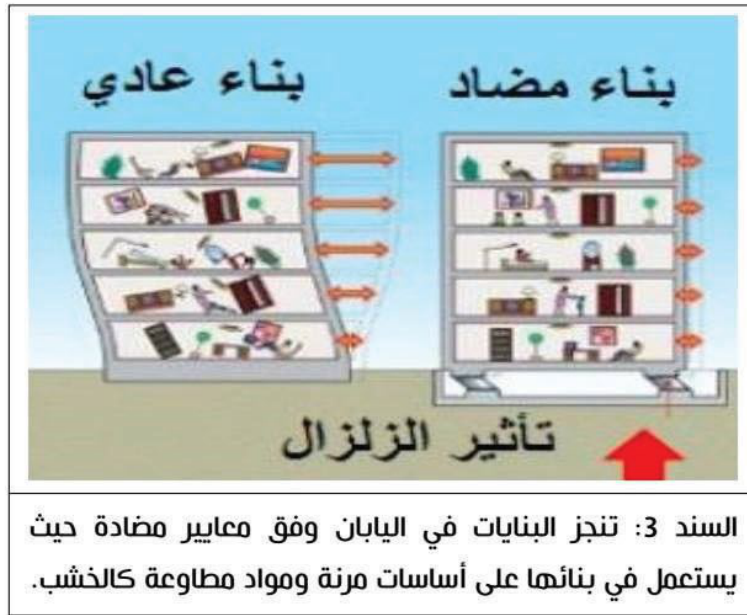 بناء عادي
بناء مضاد
تأثير الزلزال
السند 3: تنجز البنايات في اليابان وفق معايير مضادة حيث
يستعمل في بنائها على أساسات مرنة ومواد مطاوعة كالخشب.